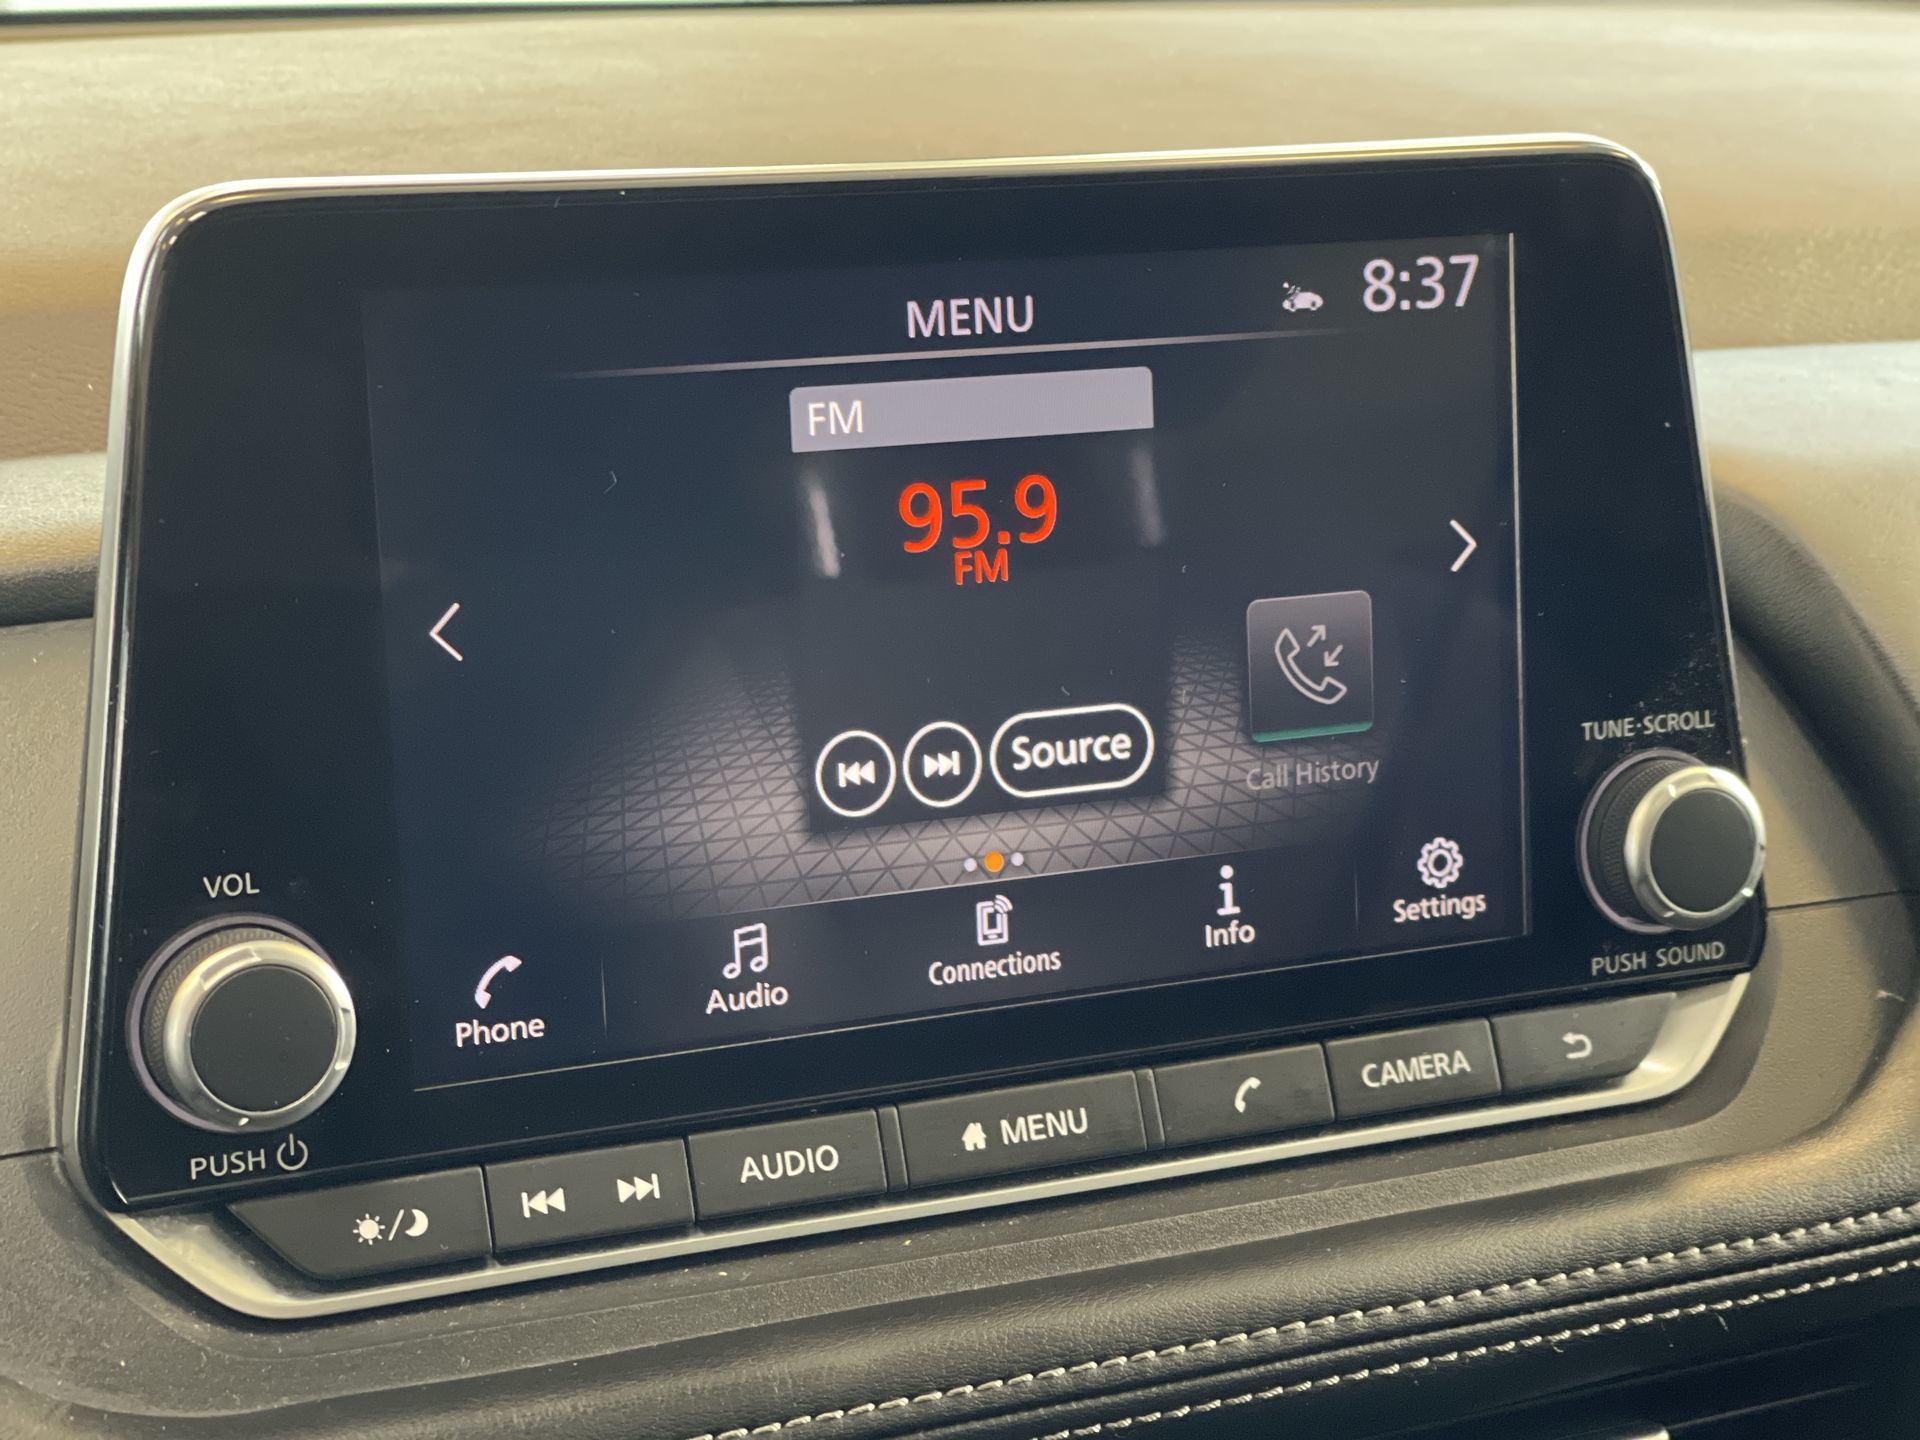 MENU
8:37
FM
95.9
FM
Source
Call History
TUNE·SCROLL
VOL
Phone
Audio
Connections
Info
Settings
PUSH SOUND
PUSH
AUDIO
MENU
CAMERA